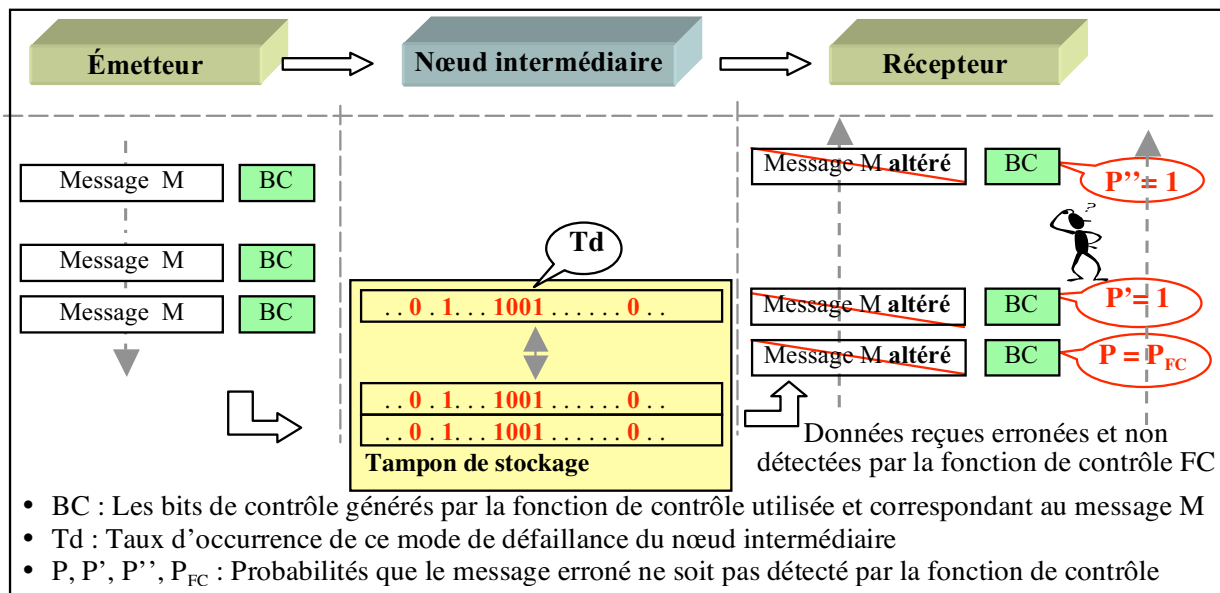 Émetteur
Nœud intermédiaire
Récepteur
Message M
BC
Message M
BC
Message M
BC
Td
. . 0 . 1. . . 1001 . . . . . . 0 . .
. . 0 . 1. . . 1001 . . . . . . 0 . .
. . 0 . 1. . . 1001 . . . . . . 0 . .
Tampon de stockage
Message M altéré
BC
P’’= 1
?
Message M altéré
BC
P’= 1
Message M altéré
BC
P = PFC
Données reçues erronées et non
détectées par la fonction de contrôle FC
• BC : Les bits de contrôle générés par la fonction de contrôle utilisée et correspondant au message M
• Td : Taux d’occurrence de ce mode de défaillance du nœud intermédiaire
• P, P’, P’’, PFC : Probabilités que le message erroné ne soit pas détecté par la fonction de contrôle